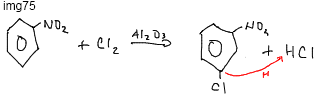 img75
NO₂ + Cl₂ Al₂O₃ → NO₂ + HCl
Cl H